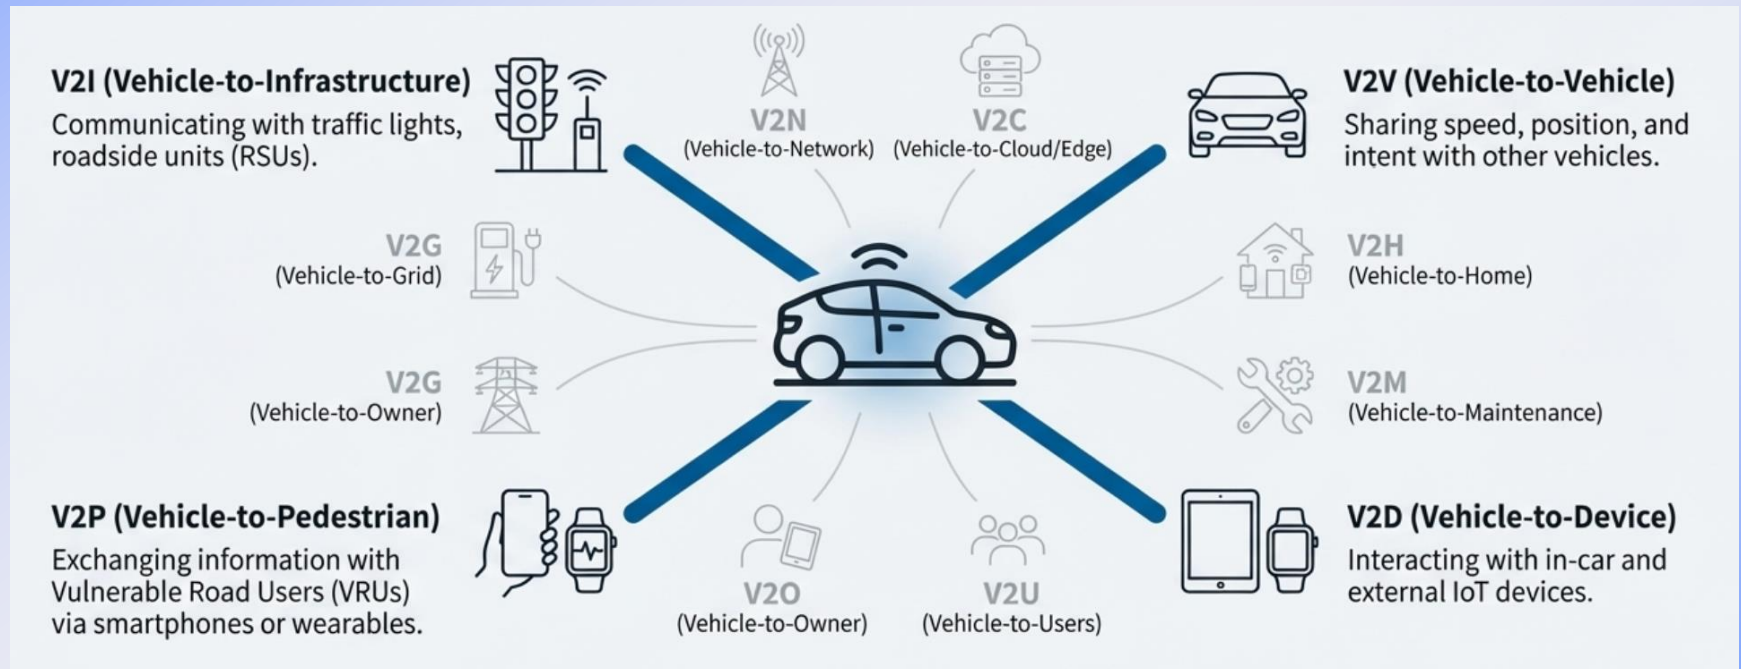 V2I (Vehicle-to-Infrastructure)
Communicating with traffic lights,
roadside units (RSUs).
V2N
(Vehicle-to-Network)
V2C
(Vehicle-to-Cloud/Edge)
V2V (Vehicle-to-Vehicle)
Sharing speed, position, and
intent with other vehicles.
V2G
(Vehicle-to-Grid)
V2H
(Vehicle-to-Home)
V2G
(Vehicle-to-Owner)
V2M
(Vehicle-to-Maintenance)
V2P (Vehicle-to-Pedestrian)
Exchanging information with
Vulnerable Road Users (VRUs)
via smartphones or wearables.
V2O
(Vehicle-to-Owner)
V2U
(Vehicle-to-Users)
V2D (Vehicle-to-Device)
Interacting with in-car and
external IoT devices.